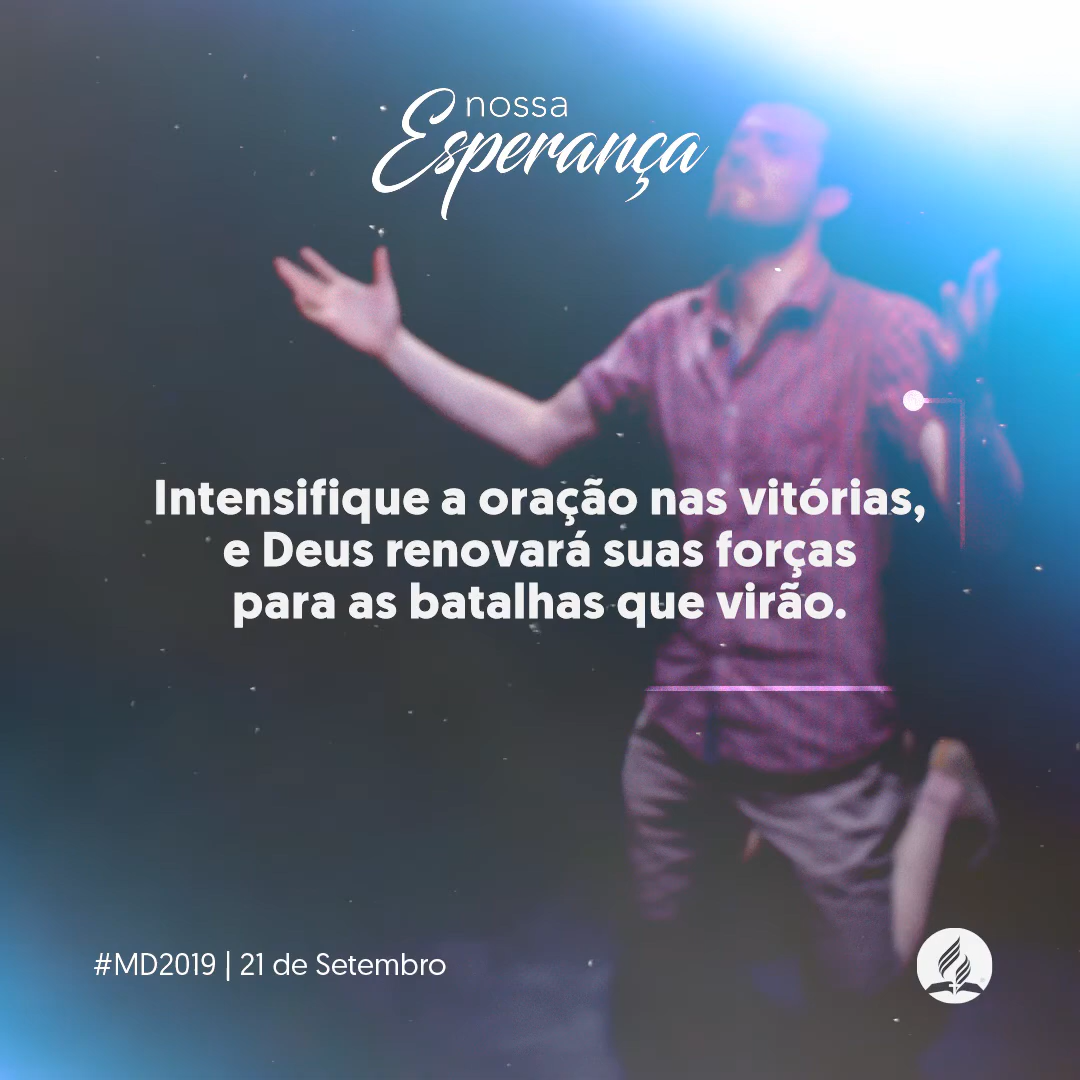 nossa
Esperança
Intensifique a oração nas vitórias,
e Deus renovará suas forças
para as batalhas que virão.
#MD2019 | 21 de Setembro